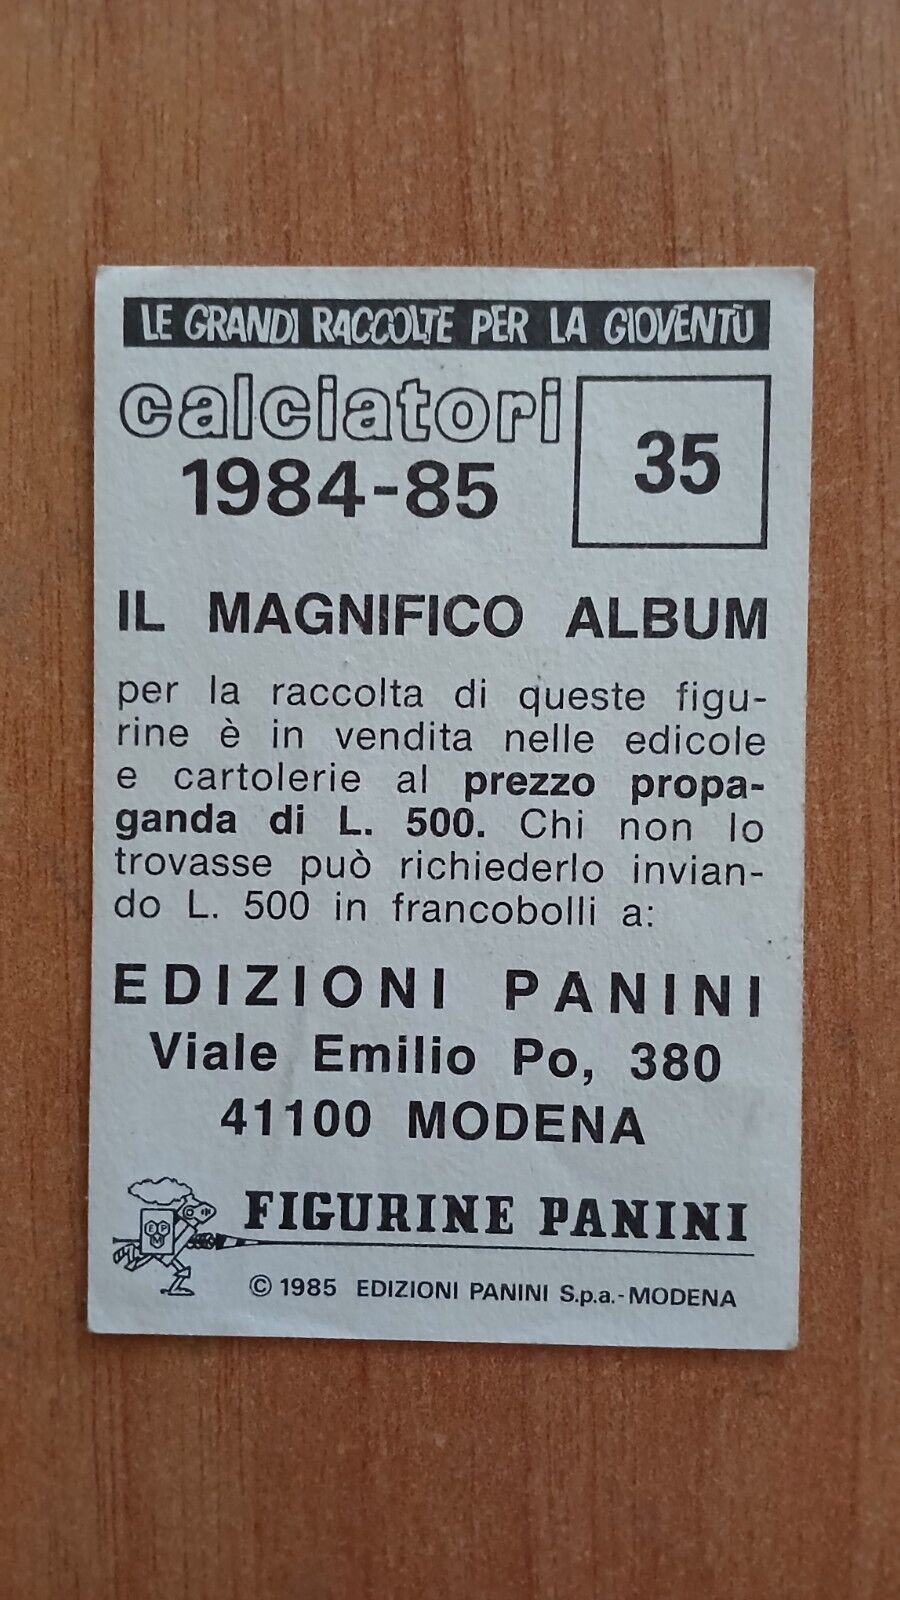 LE GRANDI RACCOLTE PER LA GIOVENTÙ
calciatori
1984-85
35
IL MAGNIFICO ALBUM
per la raccolta di queste figu-
rine è in vendita nelle edicole
e cartolerie al prezzo propa-
ganda di L. 500. Chi non lo
trovasse può richiederlo invian-
do L. 500 in francobolli a:
EDIZIONI PANINI
Viale Emilio Po, 380
41100 MODENA
EPM
FIGURINE PANINI
© 1985 EDIZIONI PANINI S.p.a.-MODENA